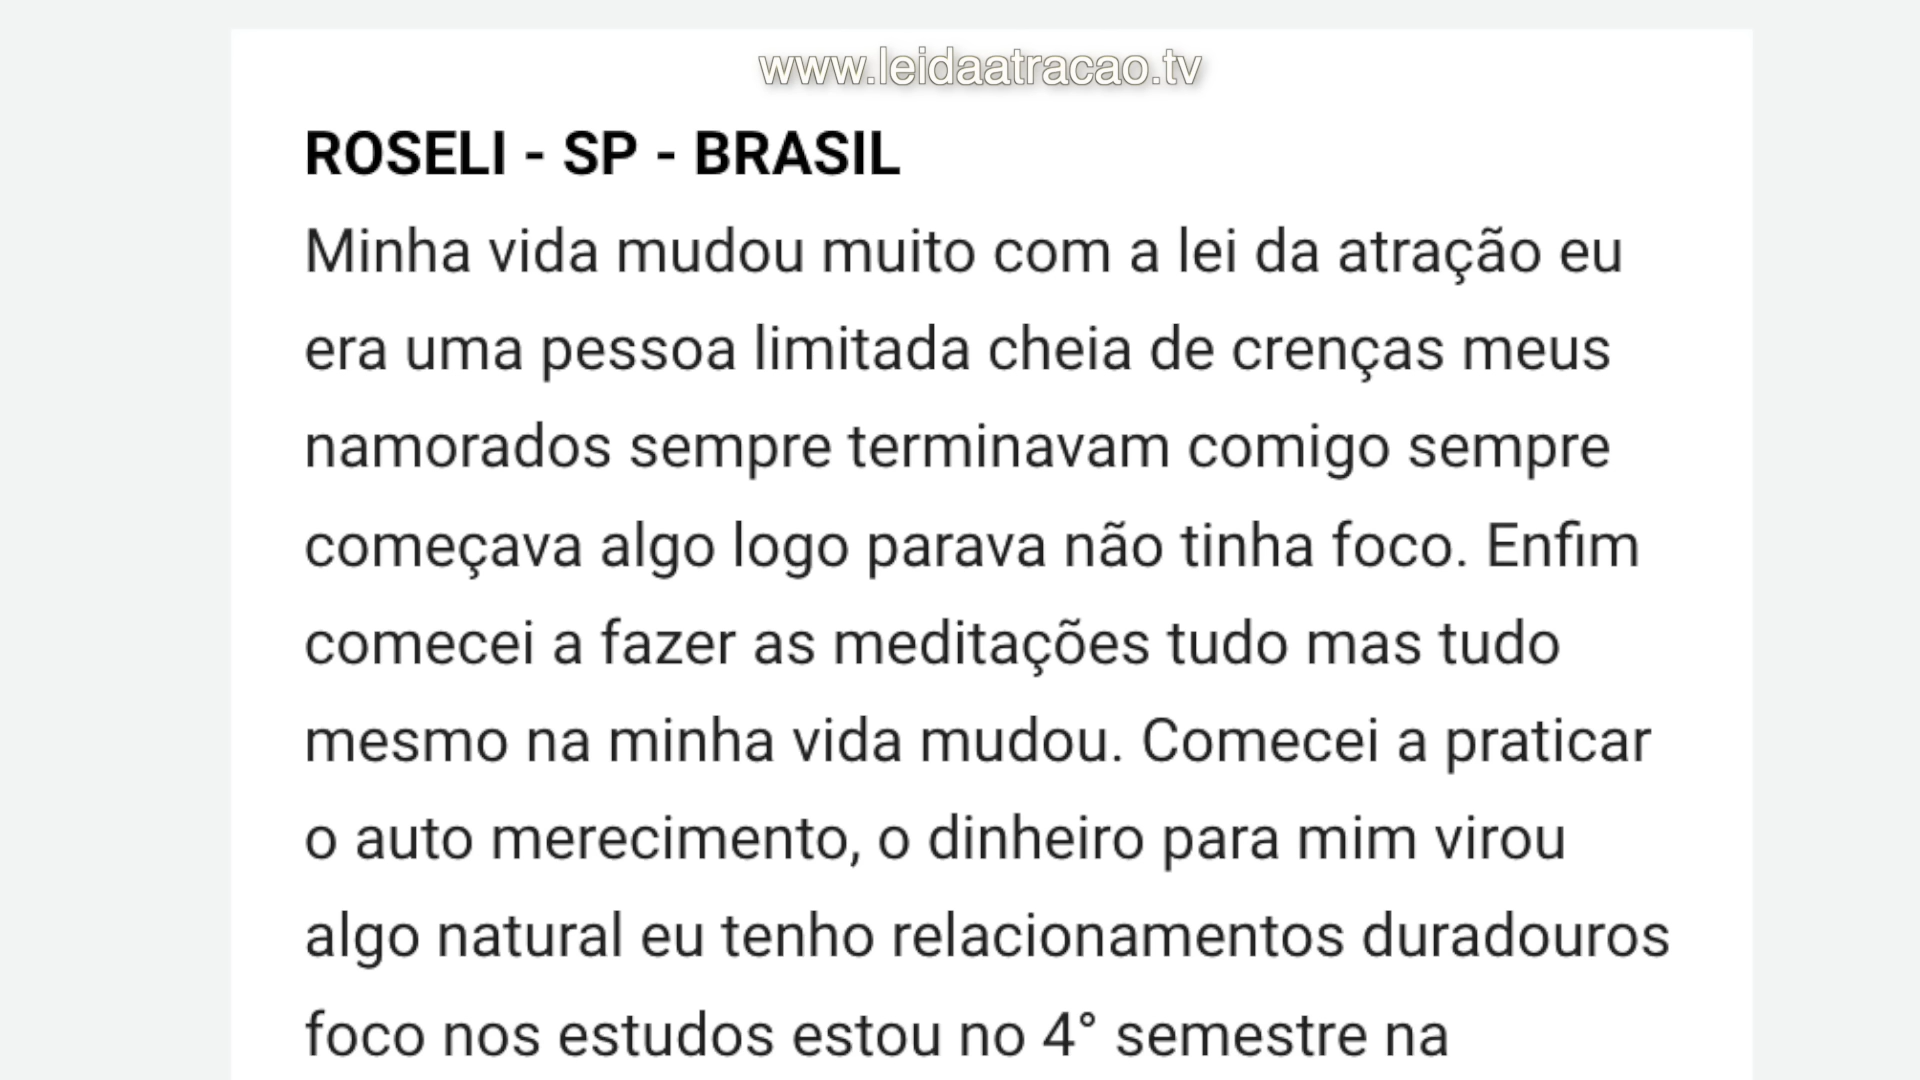 www.leidaatracao.tv
ROSELI - SP - BRASIL
Minha vida mudou muito com a lei da atração eu
era uma pessoa limitada cheia de crenças meus
namorados sempre terminavam comigo sempre
começava algo logo parava não tinha foco. Enfim
comecei a fazer as meditações tudo mas tudo
mesmo na minha vida mudou. Comecei a praticar
o auto merecimento, o dinheiro para mim virou
algo natural eu tenho relacionamentos duradouros
foco nos estudos estou no 4° semestre na